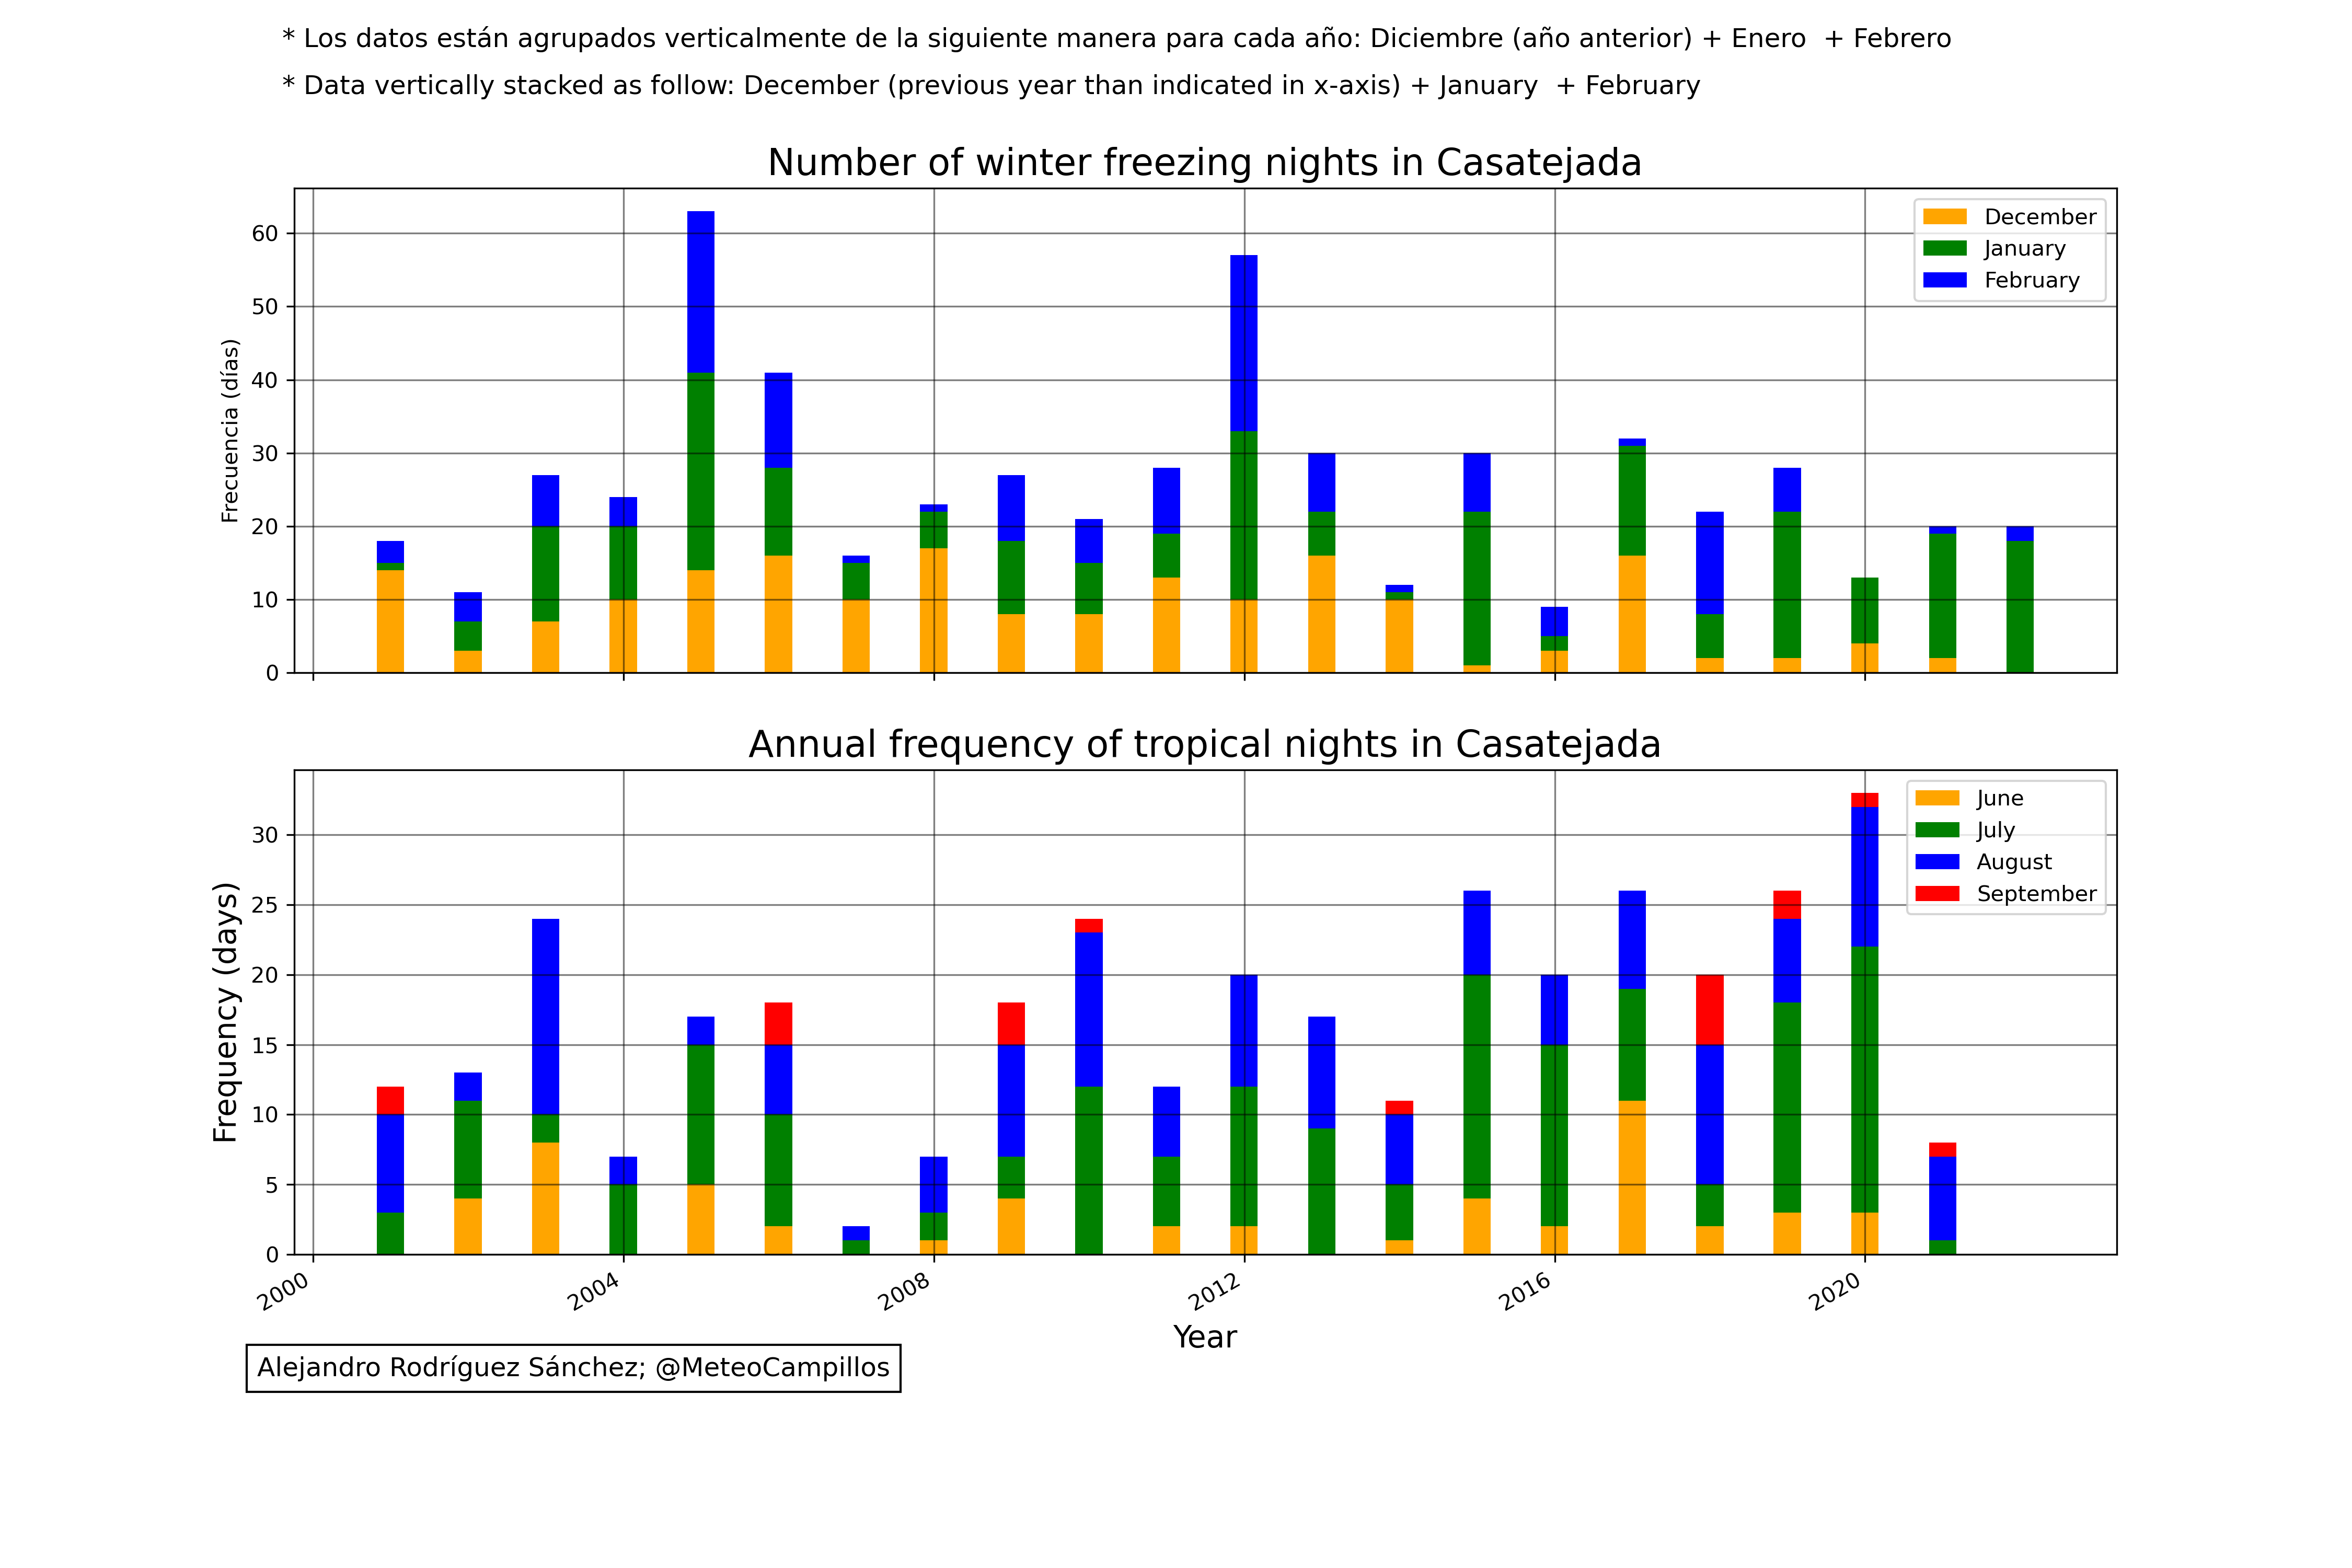 * Los datos están agrupados verticalmente de la siguiente manera para cada año: Diciembre (año anterior) + Enero  + Febrero
* Data vertically stacked as follow: December (previous year than indicated in x-axis) + January  + February
Number of winter freezing nights in Casatejada
Frecuencia (días)
60
50
40
30
20
10
0
December
January
February
Annual frequency of tropical nights in Casatejada
Frequency (days)
30
25
20
15
10
5
0
June
July
August
September
2000
2004
2008
2012
2016
2020
Year
Alejandro Rodríguez Sánchez; @MeteoCampillos